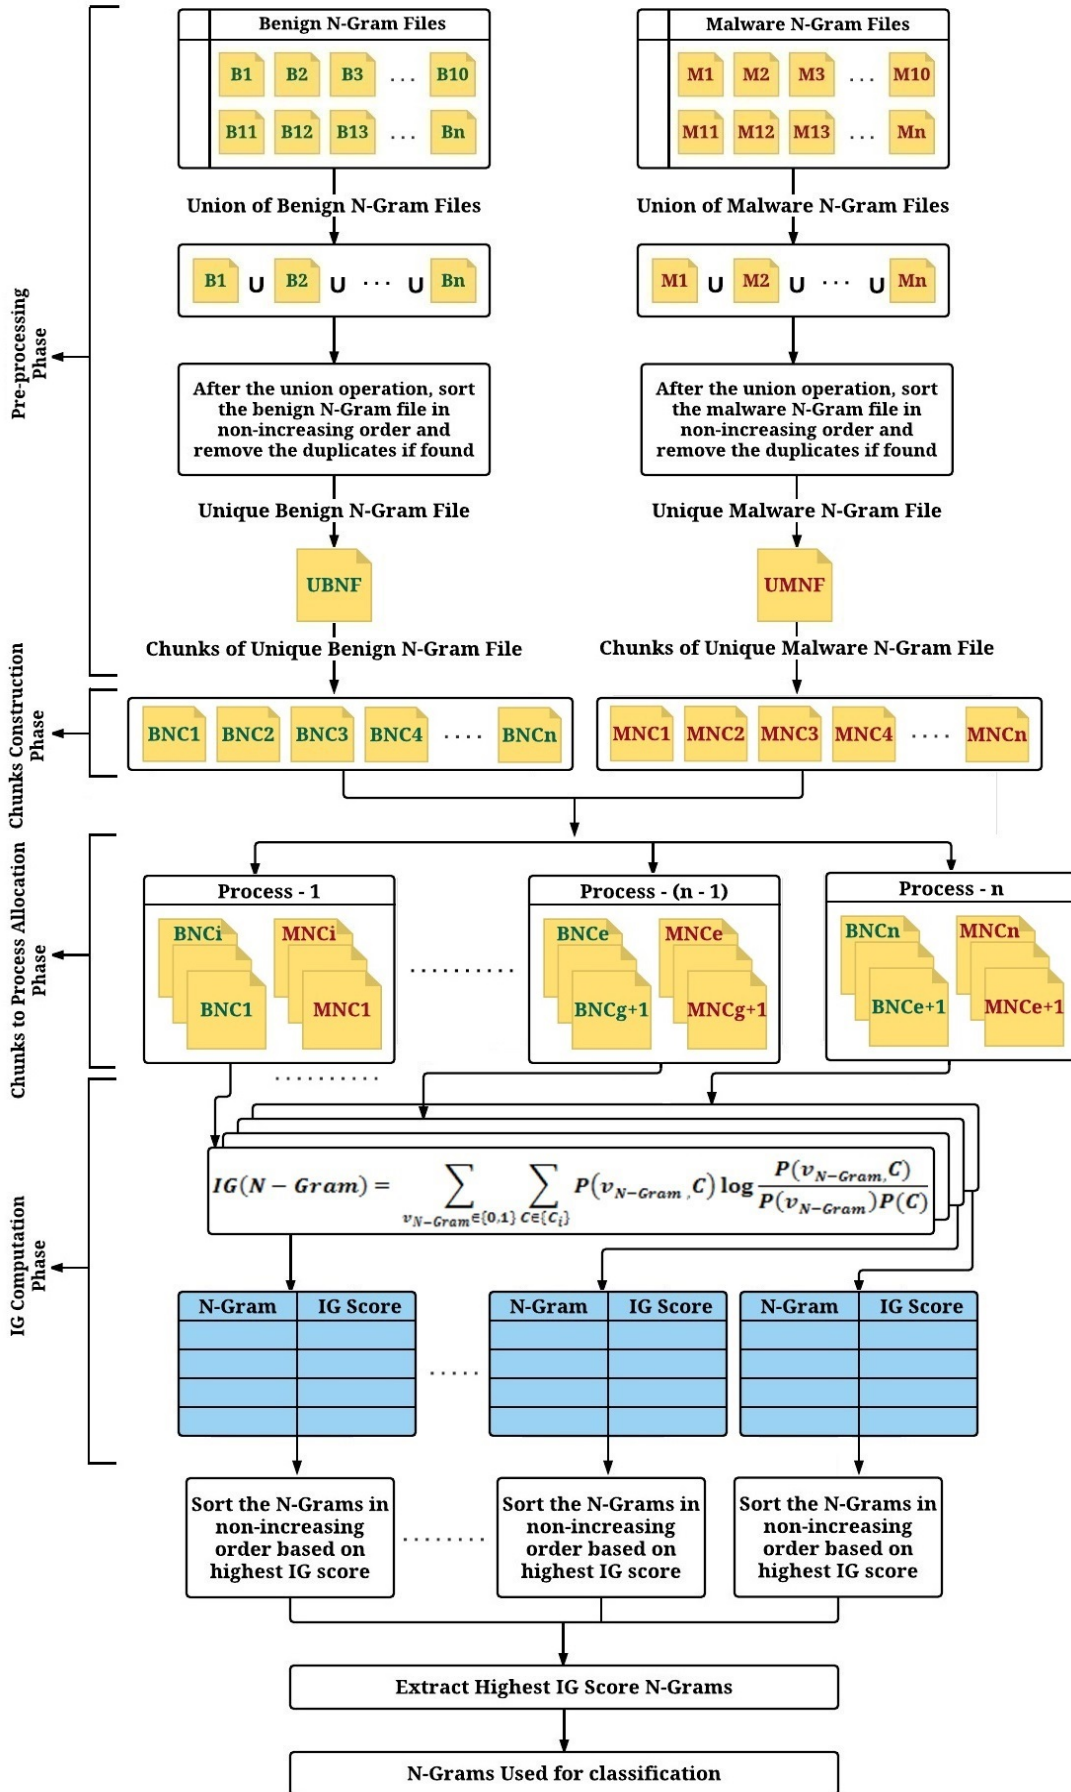 Benign N-Gram Files
B1 B2 B3 ... B10
B11 B12 B13 ... Bn
Malware N-Gram Files
M1 M2 M3 ... M10
M11 M12 M13 ... Mn
Union of Benign N-Gram Files
Union of Malware N-Gram Files
B1 U B2 U ... U Bn
M1 U M2 U ... U Mn
Pre-processing
Phase
After the union operation, sort
the benign N-Gram file in
non-increasing order and
remove the duplicates if found
After the union operation, sort
the malware N-Gram file in
non-increasing order and
remove the duplicates if found
Unique Benign N-Gram File
Unique Malware N-Gram File
UBNF
UMNF
Chunks of Unique Benign N-Gram File
Chunks of Unique Malware N-Gram File
Chunks Construction
Phase
BNC1 BNC2 BNC3 BNC4 .... BNCn
MNC1 MNC2 MNC3 MNC4 .... MNCn
Chunks to Process Allocation
Phase
Process - 1
BNCi MNCi
BNC1 MNC1
..............
Process - (n - 1)
BNCe MNCe
BNCg+1 MNCg+1
Process - n
BNCn MNCn
BNCe+1 MNCe+1
..............
IG Computation
Phase
IG(N − Gram) = ∑ v_{N−Gram}∈{0,1} ∑ C∈{C_i} P(v_{N−Gram}, C) log P(v_{N−Gram}, C) / P(v_{N−Gram})P(C)
N-Gram IG Score
.....
N-Gram IG Score
N-Gram IG Score
Sort the N-Grams in
non-increasing
order based on
highest IG score
...........
Sort the N-Grams in
non-increasing
order based on
highest IG score
Sort the N-Grams in
non-increasing
order based on
highest IG score
Extract Highest IG Score N-Grams
N-Grams Used for classification